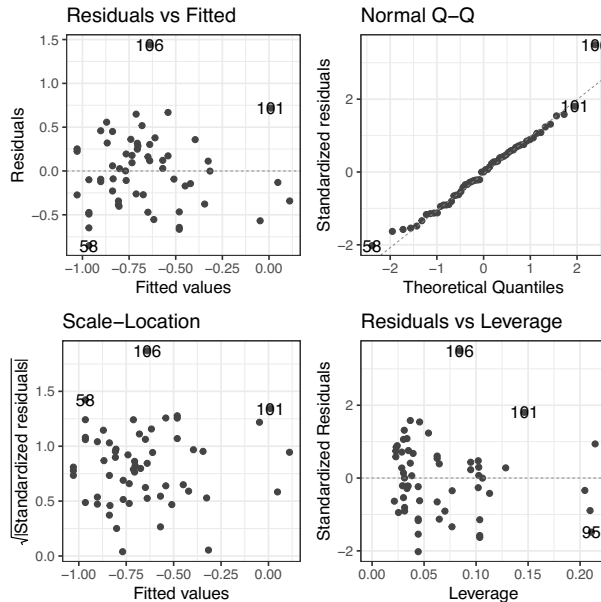 Residuals vs Fitted
Residuals
1.5
1.0
0.5
0.0
−0.5
106
101
58
−1.00 −0.75 −0.50 −0.25 0.00
Fitted values
Normal Q−Q
Standardized residuals
2
0
−2
106
101
58
−2 −1 0 1 2
Theoretical Quantiles
Scale−Location
√|Standardized residuals|
1.5
1.0
0.5
0.0
106
58
101
−1.00 −0.75 −0.50 −0.25 0.00
Fitted values
Residuals vs Leverage
Standardized Residuals
2
0
−2
106
101
95
0.00 0.05 0.10 0.15 0.20
Leverage